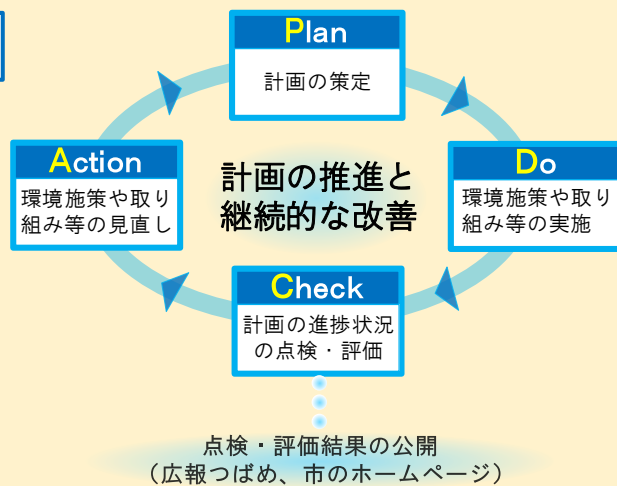 Plan
計画の策定
Action
環境施策や取り
組み等の見直し
計画の推進と
継続的な改善
Do
環境施策や取り
組み等の実施
Check
計画の進捗状況
の点検・評価
点検・評価結果の公開
（広報つばめ、市のホームページ）